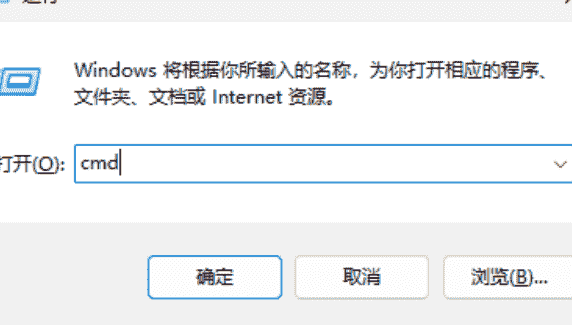 Windows 将根据你所输入的名称，为你打开相应的程序、
文件夹、文档或 Internet 资源。
打开(O): cmd
确定 取消 浏览(B)...